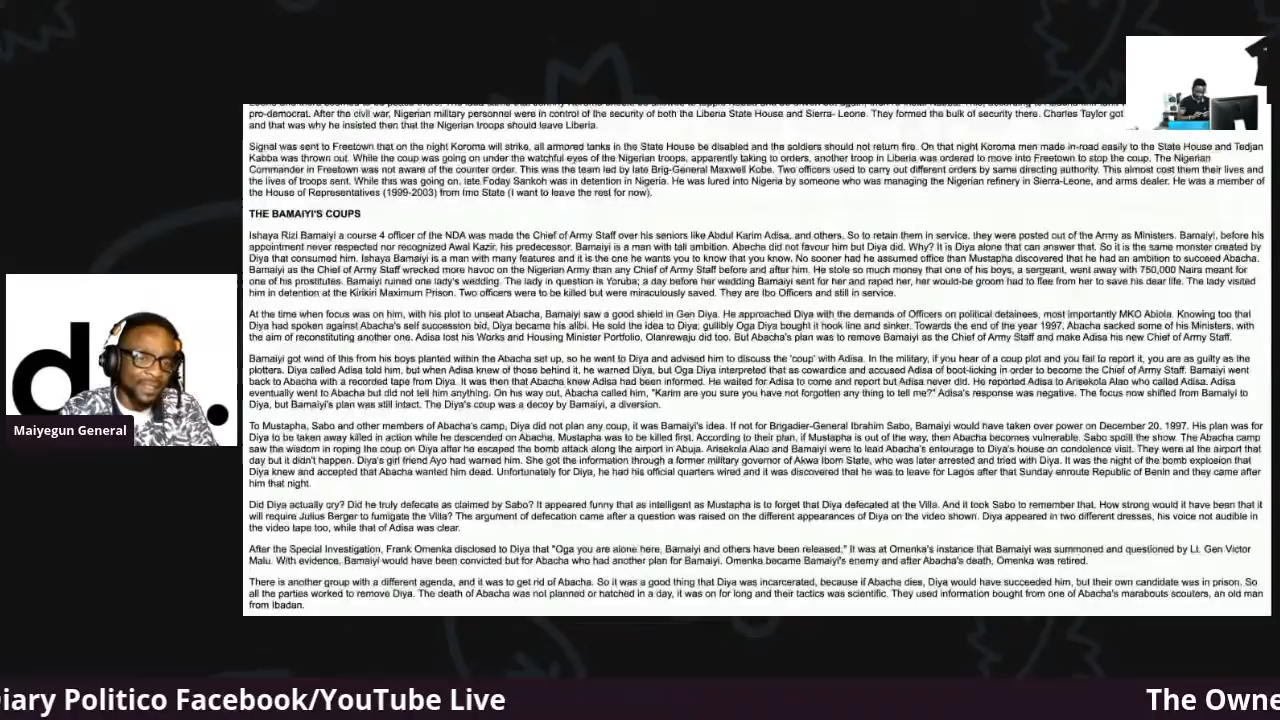 pro-democrat. After the civil war, Nigerian military personnel were in control of the security of both the Liberia State House and Sierra- Leone. They formed the bulk of security there. Charles Taylor got
and that was why he insisted then that the Nigerian troops should leave Liberia.
Signal was sent to Freetown that on the night Koroma will strike, all armored tanks in the State House be disabled and the soldiers should not return fire. On that night Koroma men made in-road easily to the State House and Tedjan
Kabba was thrown out. While the coup was going on under the watchful eyes of the Nigerian troops, apparently taking to orders, another troop in Liberia was ordered to move into Freetown to stop the coup. The Nigerian
Commander in Freetown was not aware of the counter order. This was the team led by late Brig-General Maxwell Kobe. Two officers used to carry out different orders by same directing authority. This almost cost them their lives and
the lives of troops sent. While this was going on, late Foday Sankoh was in detention in Nigeria. He was lured into Nigeria by someone who was managing the Nigerian refinery in Sierra-Leone, and arms dealer. He was a member of
the House of Representatives (1999-2003) from Imo State (I want to leave the rest for now).
THE BAMAIYI'S COUPS
Ishaya Rizi Bamaiyi a course 4 officer of the NDA was made the Chief of Army Staff over his seniors like Abdul Karim Adisa, and others. So to retain them in service, they were posted out of the Army as Ministers. Bamaiyi, before his
appointment never respected nor recognized Awal Kazir, his predecessor. Bamaiyi is a man with tall ambition. Abacha did not favour him but Diya did. Why? It is Diya alone that can answer that. So it is the same monster created by
Diya that consumed him. Ishaya Bamaiyi is a man with many features and it is the one he wants you to know that you know. No sooner had he assumed office than Mustapha discovered that he had an ambition to succeed Abacha.
Bamaiyi as the Chief of Army Staff wrecked more havoc on the Nigerian Army than any Chief of Army Staff before and after him. He stole so much money that one of his boys, a sergeant, went away with 750,000 Naira meant for
one of his prostitutes. Bamaiyi ruined one lady's wedding. The lady in question is Yoruba; a day before her wedding Bamaiyi sent for her and raped her, her would-be groom had to flee from her to save his dear life. The lady visited
him in detention at the Kirikiri Maximum Prison. Two officers were to be killed but were miraculously saved. They are Ibo Officers and still in service.
At the time when focus was on him, with his plot to unseat Abacha, Bamaiyi saw a good shield in Gen Diya. He approached Diya with the demands of Officers on political detainees, most importantly MKO Abiola. Knowing too that
Diya had spoken against Abacha's self succession bid, Diya became his alibi. He sold the idea to Diya; gullibly Oga Diya bought it hook line and sinker. Towards the end of the year 1997, Abacha sacked some of his Ministers, with
the aim of reconstituting another one. Adisa lost his Works and Housing Minister Portfolio, Olanrewaju did too. But Abacha's plan was to remove Bamaiyi as the Chief of Army Staff and make Adisa his new Chief of Army Staff.
Bamaiyi got wind of this from his boys planted within the Abacha set up, so he went to Diya and advised him to discuss the 'coup' with Adisa. In the military, if you hear of a coup plot and you fail to report it, you are as guilty as the
plotters. Diya called Adisa told him, but when Adisa knew of those behind it, he warned Diya, but Oga Diya interpreted that as cowardice and accused Adisa of boot-licking in order to become the Chief of Army Staff. Bamaiyi went
back to Abacha with a recorded tape from Diya. It was then that Abacha knew Adisa had been informed. He waited for Adisa to come and report but Adisa never did. He reported Adisa to Arisekola Alao who called Adisa. Adisa
eventually went to Abacha but did not tell him anything. On his way out, Abacha called him, "Karim are you sure you have not forgotten any thing to tell me?" Adisa's response was negative. The focus now shifted from Bamaiyi to
Diya, but Bamaiyi's plan was still intact. The Diya's coup was a decoy by Bamaiyi, a diversion.
To Mustapha, Sabo and other members of Abacha's camp, Diya did not plan any coup, it was Bamaiyi's idea. If not for Brigadier-General Ibrahim Sabo, Bamaiyi would have taken over power on December 20, 1997. His plan was for
Diya to be taken away killed in action while he descended on Abacha. Mustapha was to be killed first. According to their plan, if Mustapha is out of the way, then Abacha becomes vulnerable. Sabo spill the show. The Abacha camp
saw the wisdom in roping the coup on Diya after he escaped the bomb attack along the airport in Abuja. Arisekola Alao and Bamaiyi were to lead Abacha's entourage to Diya's house on condolence visit. They were at the airport that
day but it didn't happen. Diya's girl friend Ayo had warned him. She got the information through a former military governor of Akwa Ibom State, who was later arrested and tried with Diya. It was the night of the bomb explosion that
Diya knew and accepted that Abacha wanted him dead. Unfortunately for Diya, he had his official quarters wired and it was discovered that he was to leave for Lagos after that Sunday enroute Republic of Benin and they came after
him that night.
Did Diya actually cry? Did he truly defecate as claimed by Sabo? It appeared funny that as intelligent as Mustapha is to forget that Diya defecated at the Villa. And it took Sabo to remember that, How strong would it have been that it
will require Julius Berger to fumigate the Villa? The argument of defecation came after a question was raised on the different appearances of Diya on the video shown. Diya appeared in two different dresses, his voice not audible in
the video tape too, while that of Adisa was clear.
After the Special Investigation, Frank Omenka disclosed to Diya that "Oga you are alone here, Bamaiyi and others have been released;" It was at Omenka's instance that Bamaiyi was summoned and questioned by Lt. Gen Victor
Malu. With evidence, Bamaiyi would have been convicted but for Abacha who had another plan for Bamaiyi. Omenka became Bamaiyi's enemy and after Abacha's death, Omenka was retired.
There is another group with a different agenda, and it was to get rid of Abacha. So it was a good thing that Diya was incarcerated, because if Abacha dies, Diya would have succeeded him, but their own candidate was in prison. So
all the parties worked to remove Diya. The death of Abacha was not planned or hatched in a day, it was on for long and their tactics was scientific. They used information bought from one of Abacha's marabouts scouters, an old man
from Ibadan.
d.
Maiyegun General
iary Politico Facebook/YouTube Live
The Owne